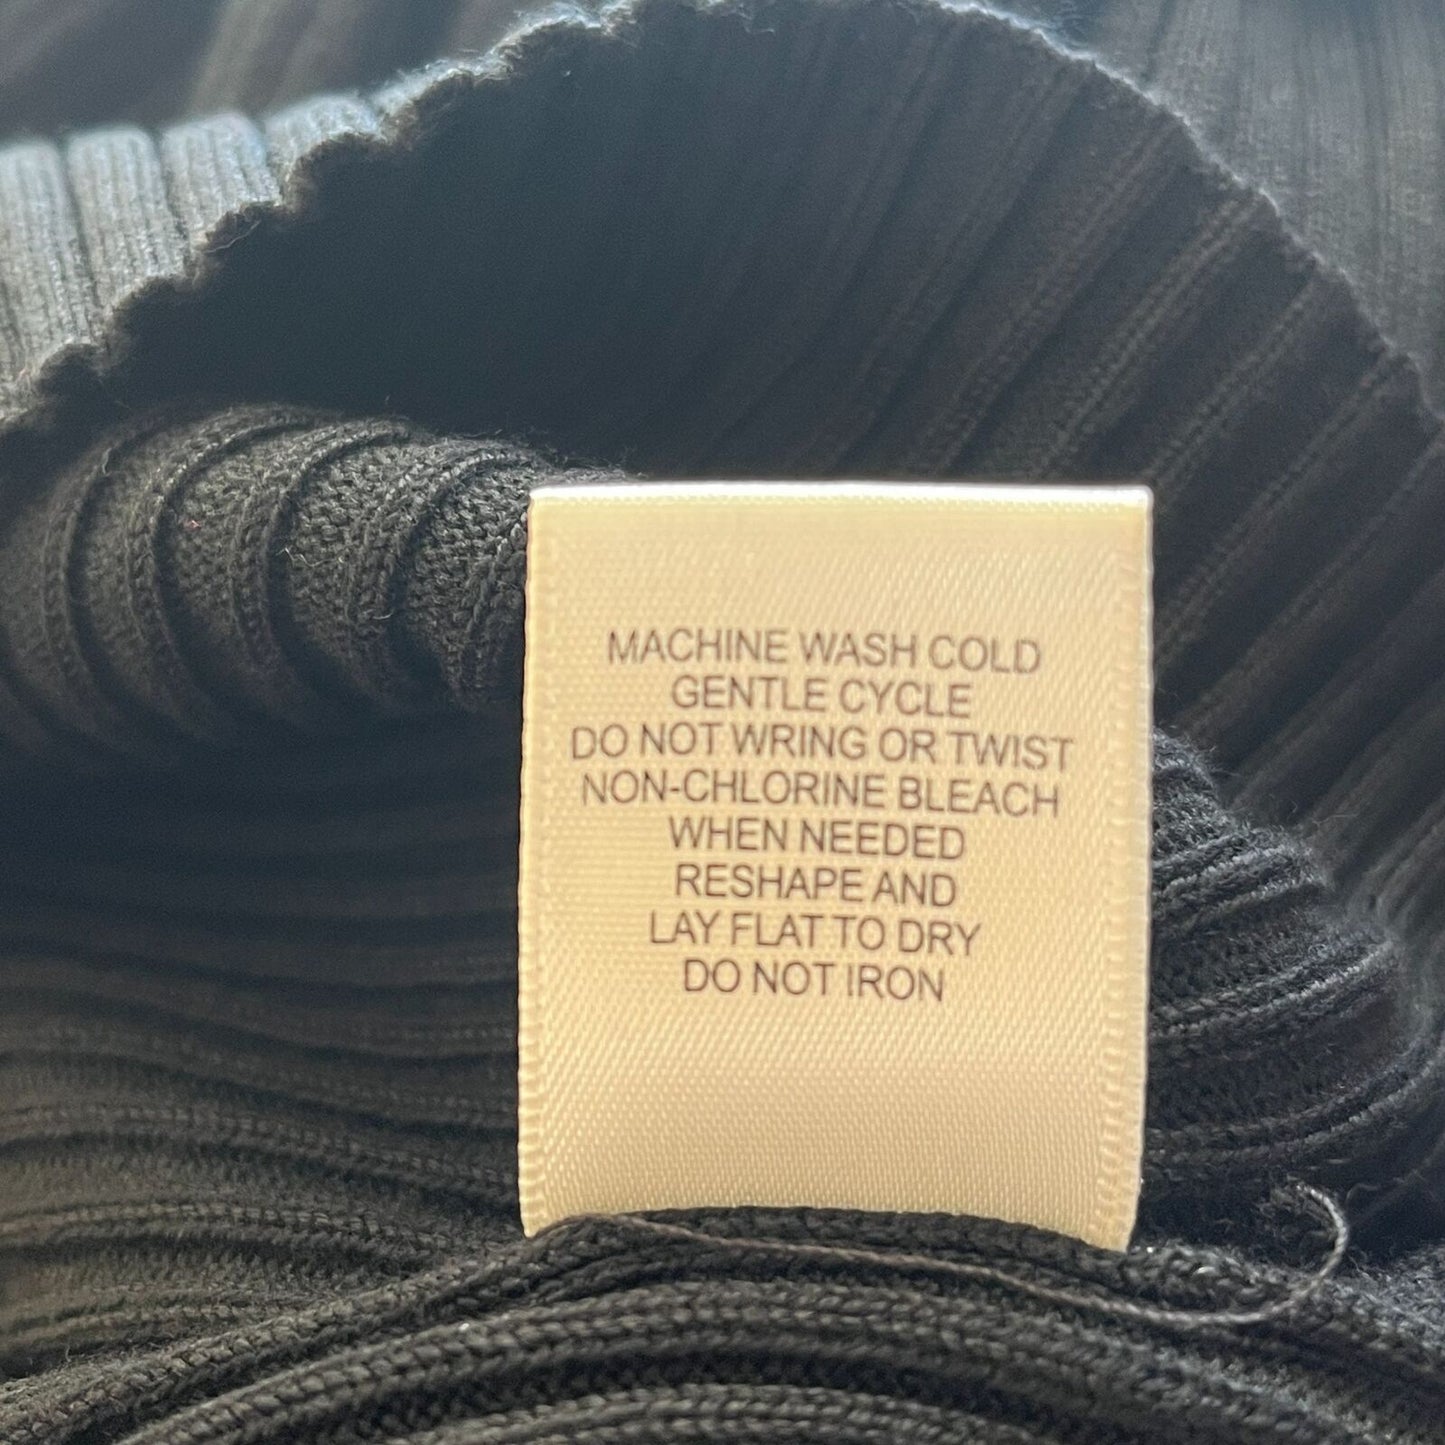 MACHINE WASH COLD
GENTLE CYCLE
DO NOT WRING OR TWIST
NON-CHLORINE BLEACH
WHEN NEEDED
RESHAPE AND
LAY FLAT TO DRY
DO NOT IRON